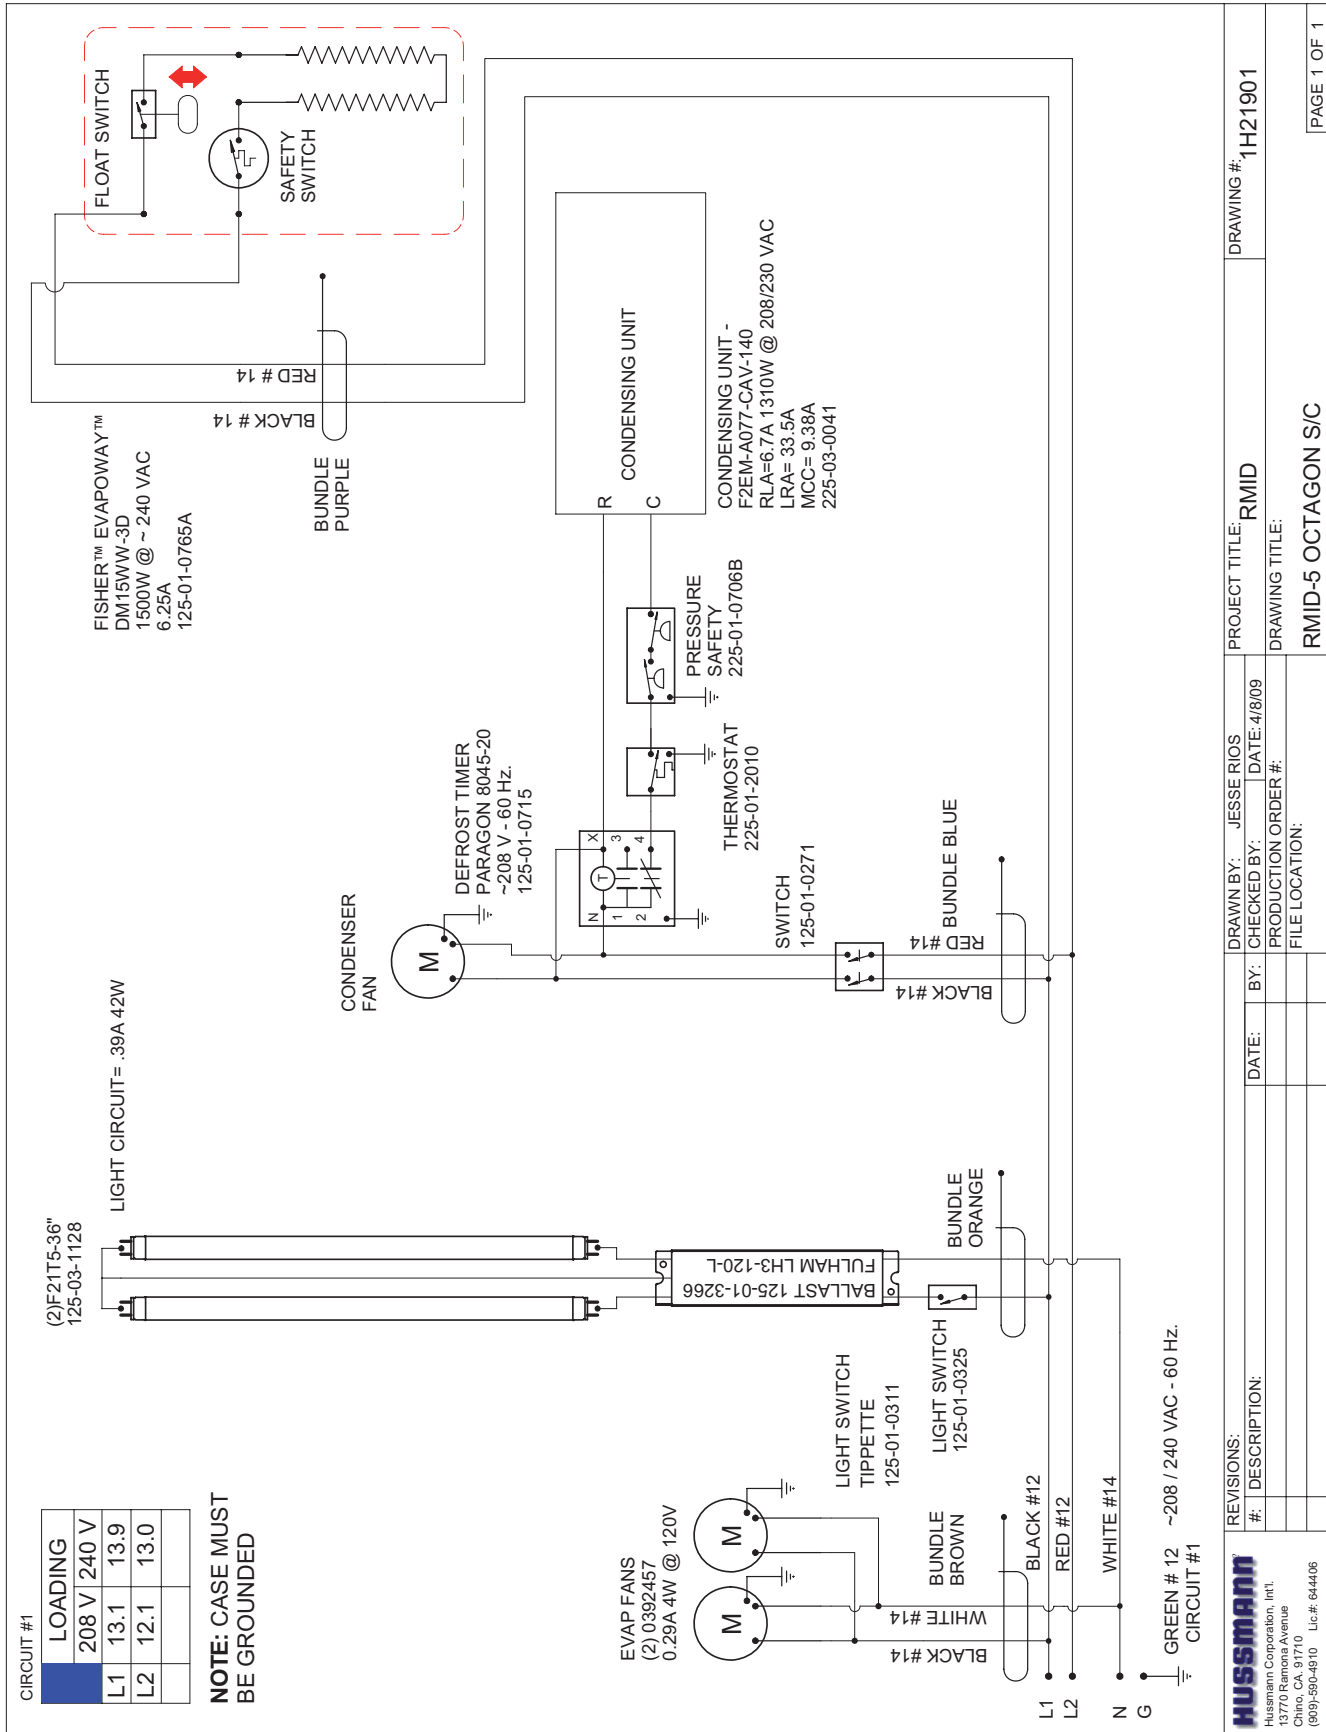 CIRCUIT #1
LOADING
208 V 240 V
L1 13.1 13.9
L2 12.1 13.0
NOTE: CASE MUST
BE GROUNDED
(2)F21T5-36"
125-03-1128
LIGHT CIRCUIT= .39A 42W
FISHER™ EVAPOWAY™
DM15WW-3D
1500W @ ~ 240 VAC
6.25A
125-01-0765A
FLOAT SWITCH
SAFETY
SWITCH
BUNDLE
PURPLE
BLACK # 14
RED # 14
CONDENSER
FAN
M
DEFROST TIMER
PARAGON 8045-20
~208 V - 60 Hz.
125-01-0715
N
T
X
1
3
2
4
R
C
CONDENSING UNIT
CONDENSING UNIT -
F2EM-A077-CAV-140
RLA=6.7A 1310W @ 208/230 VAC
LRA= 33.5A
MCC= 9.38A
225-03-0041
PRESSURE
SAFETY
225-01-0706B
THERMOSTAT
225-01-2010
SWITCH
125-01-0271
BLACK #14
RED #14
BUNDLE BLUE
BALLAST 125-01-3266
FULHAM LH3-120-L
EVAP FANS
(2) 0392457
0.29A 4W @ 120V
M
M
LIGHT SWITCH
TIPPETTE
125-01-0311
LIGHT SWITCH
125-01-0325
BUNDLE
ORANGE
BUNDLE
BROWN
BLACK #14
WHITE #14
L1
BLACK #12
L2
RED #12
N
WHITE #14
G
GREEN # 12 ~208 / 240 VAC - 60 Hz.
CIRCUIT #1
HUSSMANN
Hussmann Corporation, Int'l.
13770 Ramona Avenue
Chino, CA. 91710
(909)-590-4910 Lic.#: 644406
REVISIONS:
#: DESCRIPTION: DATE: BY:
DRAWN BY: JESSE RIOS
CHECKED BY: DATE: 4/8/09
PRODUCTION ORDER #:
FILE LOCATION:
PROJECT TITLE:
RMID
DRAWING #:
1H21901
DRAWING TITLE:
RMID-5 OCTAGON S/C
PAGE 1 OF 1